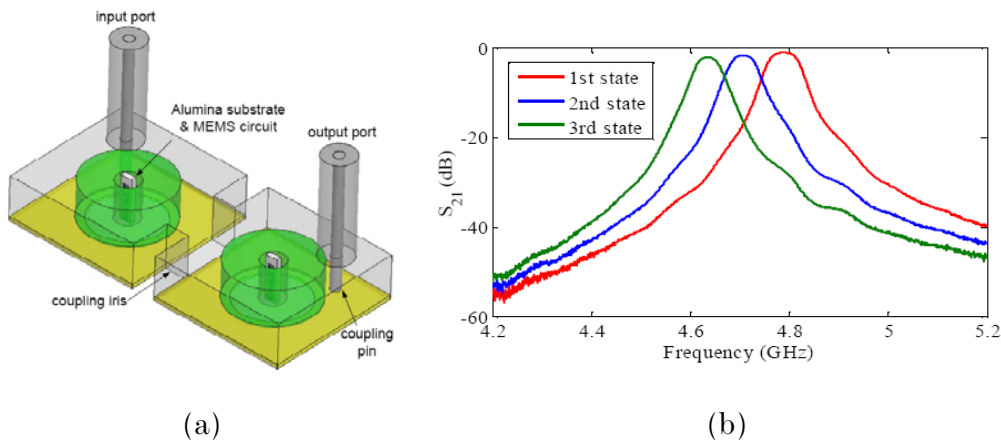 input port
Alumina substrate
& MEMS circuit
output port
coupling iris
coupling
pin
(a)
0
-20
-40
-60
S21 (dB)
1st state
2nd state
3rd state
4.2 4.4 4.6 4.8 5 5.2
Frequency (GHz)
(b)